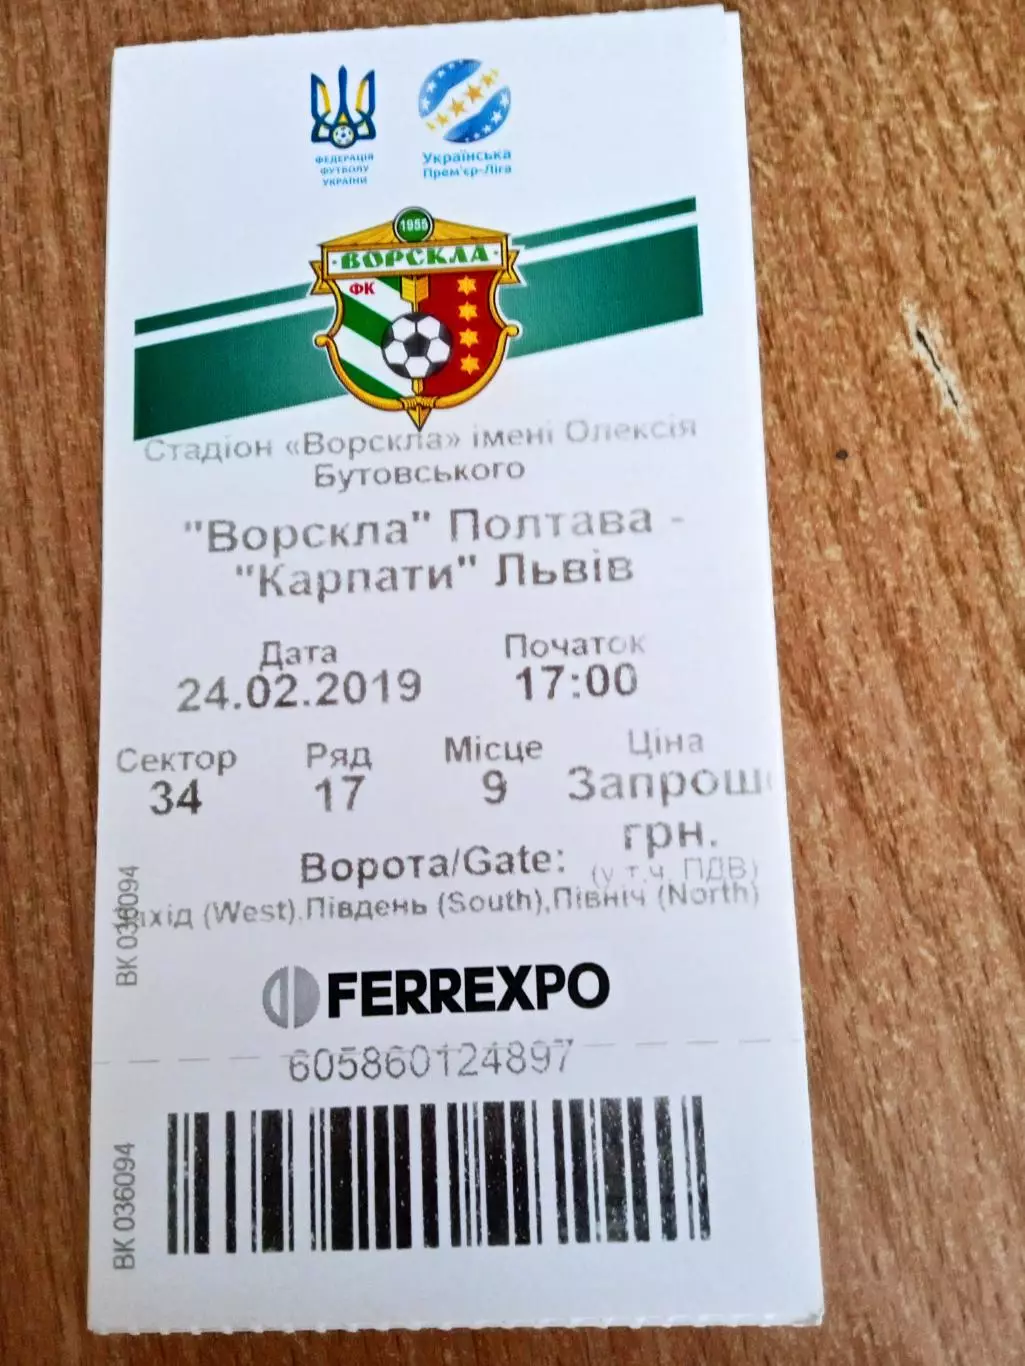 ФЕДЕРАЦІЯ
ФУТБОЛУ
УКРАЇНИ
Українська
Прем'єр-Ліга
1955
ВОРСКЛА
ФК
Стадіон «Ворскла» імені Олексія
Бутовського
"Ворскла" Полтава -
"Карпати" Львів
Дата Початок
24.02.2019 17:00
Сектор Ряд Місце Ціна
34 17 9 Запрош
грн.
Ворота/Gate: (у т.ч. ПДВ)
(West),Південь (South),Північ (North)
ВК 036094
FERREXPO
605860124897
ВК 036094